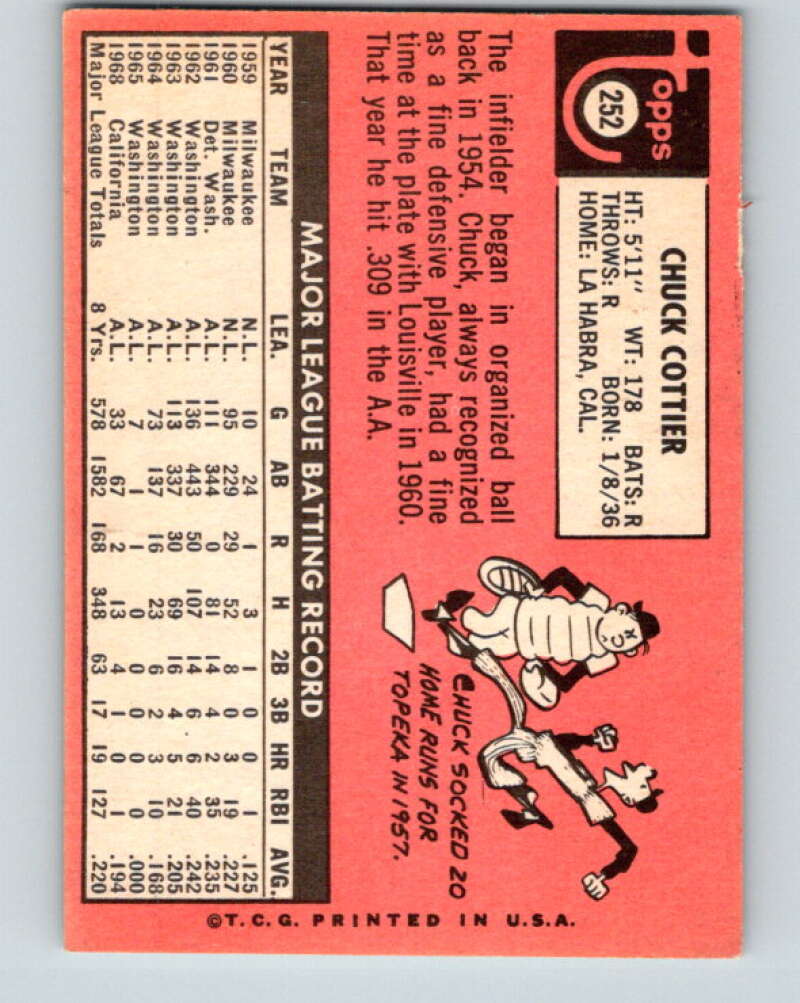 Topps
252
CHUCK COTTIER
HT: 5'11" WT: 178 BATS: R
THROWS: R BORN: 1/8/36
HOME: LA HABRA, CAL.
The infielder began in organized ball
back in 1954. Chuck, always recognized
as a fine defensive player, had a fine
time at the plate with Louisville in 1960.
That year he hit .309 in the A.A.
CHUCK SOCKED 20
HOME RUNS FOR
TOPEKA IN 1957.
MAJOR LEAGUE BATTING RECORD
YEAR TEAM LEA. G AB R H 2B 3B HR RBI AVG.
1959 Milwaukee N.L. 10 24 1 3 1 0 0 1 .125
1960 Milwaukee N.L. 95 229 29 52 8 0 3 19 .227
1961 Det. Wash. A.L. 111 344 0 81 14 4 2 35 .235
1962 Washington A.L. 136 443 50 107 14 6 6 40 .242
1963 Washington A.L. 113 337 30 69 16 4 5 21 .205
1964 Washington A.L. 73 137 16 23 6 2 3 10 .168
1965 Washington A.L. 7 1 1 0 0 0 0 0 .000
1968 California A.L. 33 67 2 13 4 1 0 1 .194
Major League Totals 8 Yrs. 578 1582 168 348 63 17 19 127 .220
©T.C.G. PRINTED IN U.S.A.